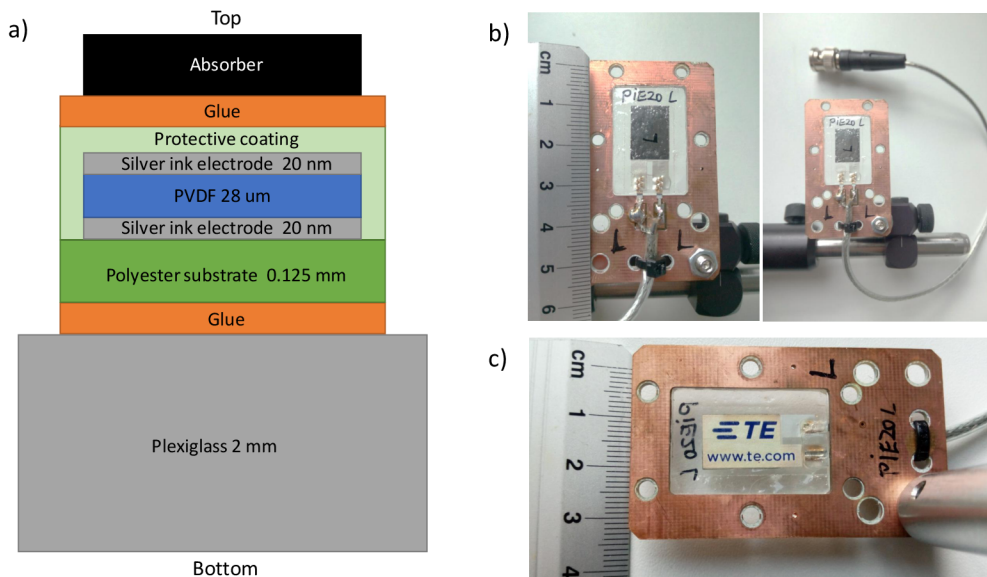 a)
Top
Absorber
Glue
Protective coating
Silver ink electrode 20 nm
PVDF 28 um
Silver ink electrode 20 nm
Polyester substrate 0.125 mm
Glue
Plexiglass 2 mm
Bottom
b)
cm
1
2
3
4
5
6
PiEZO L
L
L
L
PiEZO L
L
L
L
c)
cm
1
2
3
4
L
PiEZO L
PiEZO L
TE
www.te.com